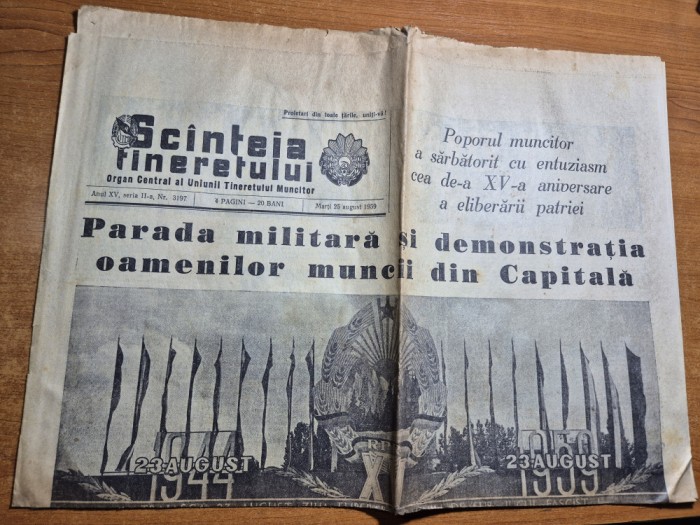 Proletari din toate țările, uniți-vă!
Scînteia
tineretului
Organ Central al Uniunii Tineretului Muncitor
Anul XV, seria II-a, Nr. 3197
4 PAGINI — 20 BANI
Marți 25 august 1959
Poporul muncitor
a sărbătorit cu entuziasm
cea de-a XV-a aniversare
a eliberării patriei
Parada militară și demonstrația
oamenilor muncii din Capitală
1944
23 AUGUST
XV
1959
23 AUGUST